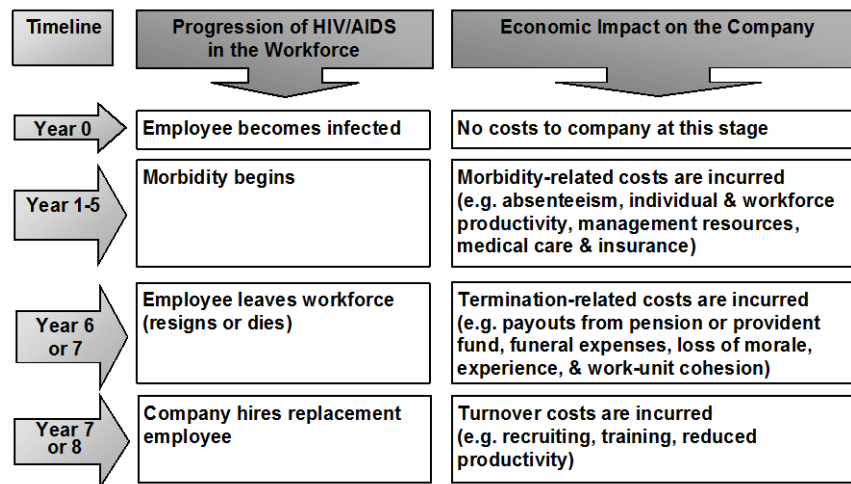 Timeline
Progression of HIV/AIDS
in the Workforce
Economic Impact on the Company
Year 0
Employee becomes infected
No costs to company at this stage
Year 1-5
Morbidity begins
Morbidity-related costs are incurred
(e.g. absenteeism, individual & workforce
productivity, management resources,
medical care & insurance)
Year 6
or 7
Employee leaves workforce
(resigns or dies)
Termination-related costs are incurred
(e.g. payouts from pension or provident
fund, funeral expenses, loss of morale,
experience, & work-unit cohesion)
Year 7
or 8
Company hires replacement
employee
Turnover costs are incurred
(e.g. recruiting, training, reduced
productivity)